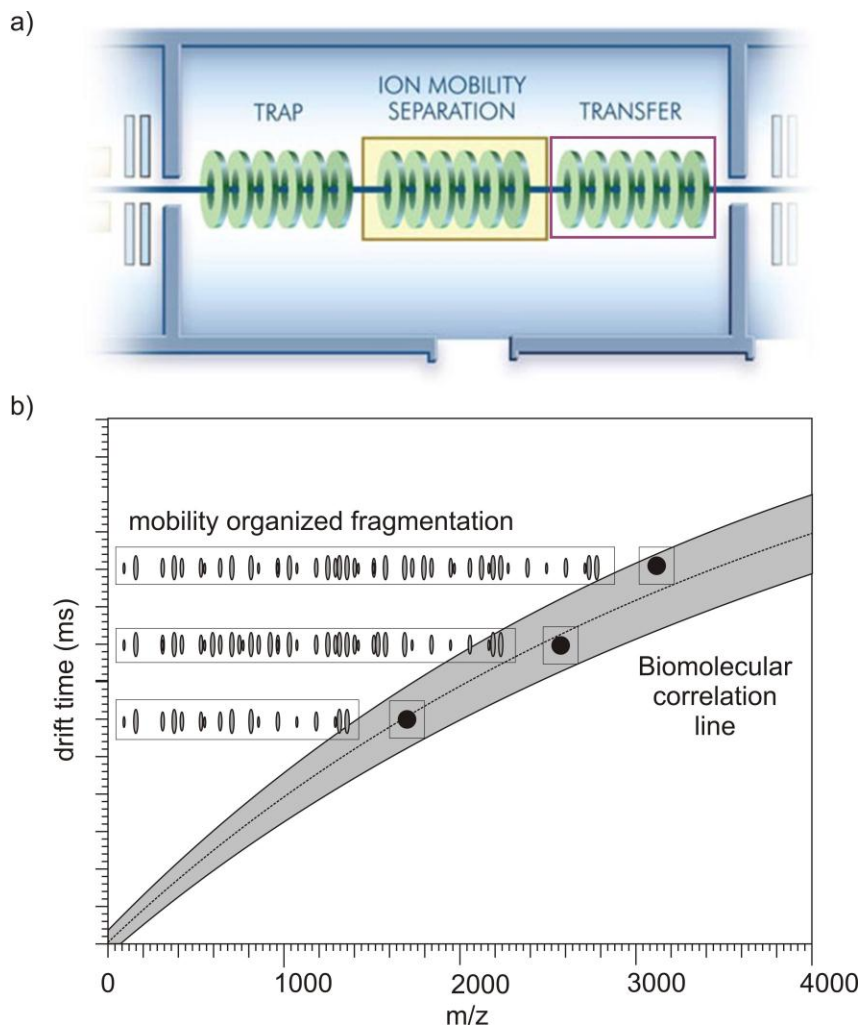 a)
TRAP
ION MOBILITY
SEPARATION
TRANSFER
b)
mobility organized fragmentation
Biomolecular
correlation
line
drift time (ms)
0
1000
2000
3000
4000
m/z